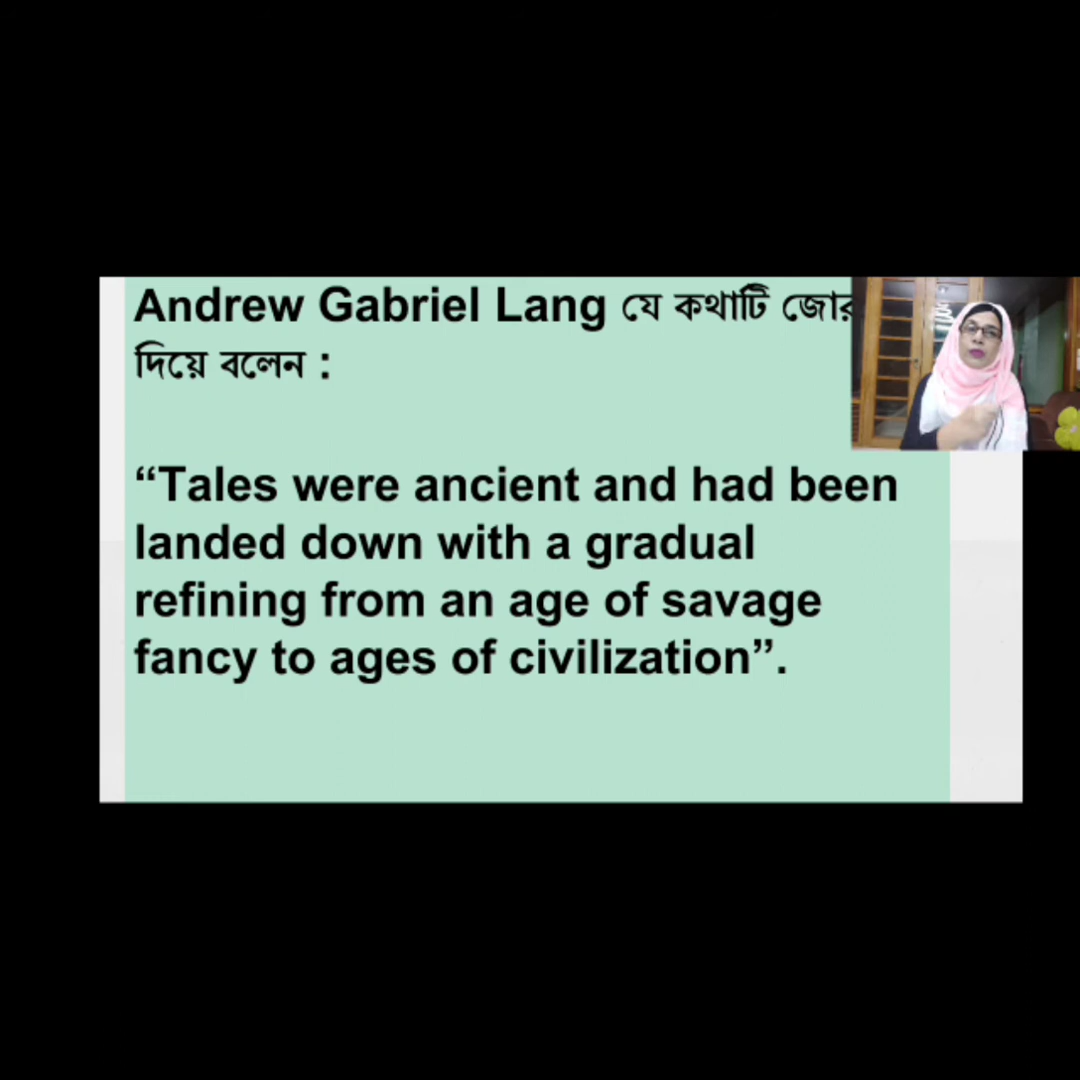 Andrew Gabriel Lang যে কথাটি জোর
দিয়ে বলেন :
“Tales were ancient and had been
landed down with a gradual
refining from an age of savage
fancy to ages of civilization”.